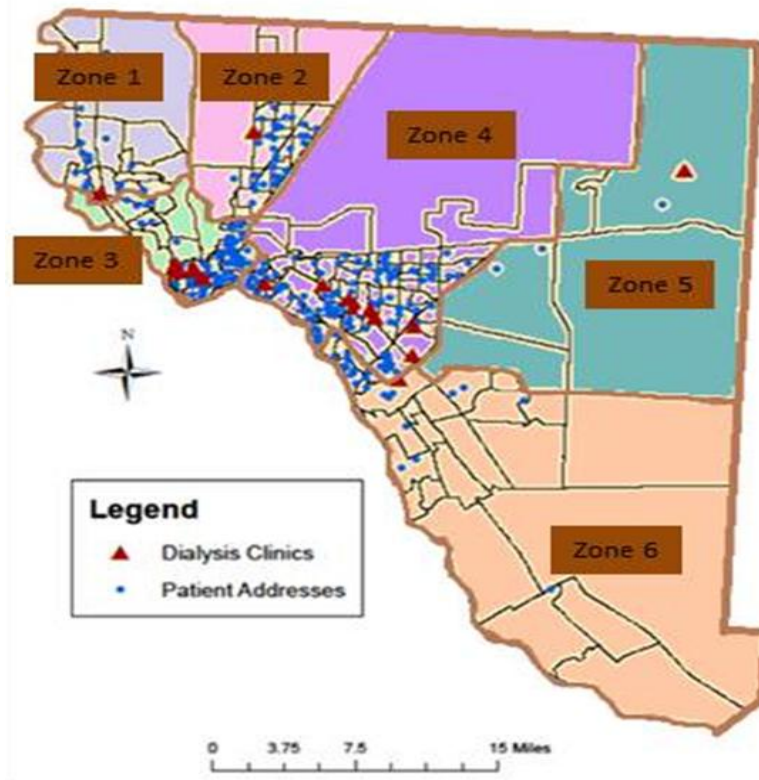 Zone 1
Zone 2
Zone 4
Zone 3
Zone 5
N
Legend
Dialysis Clinics
Patient Addresses
Zone 6
0 3.75 7.5 15 Miles